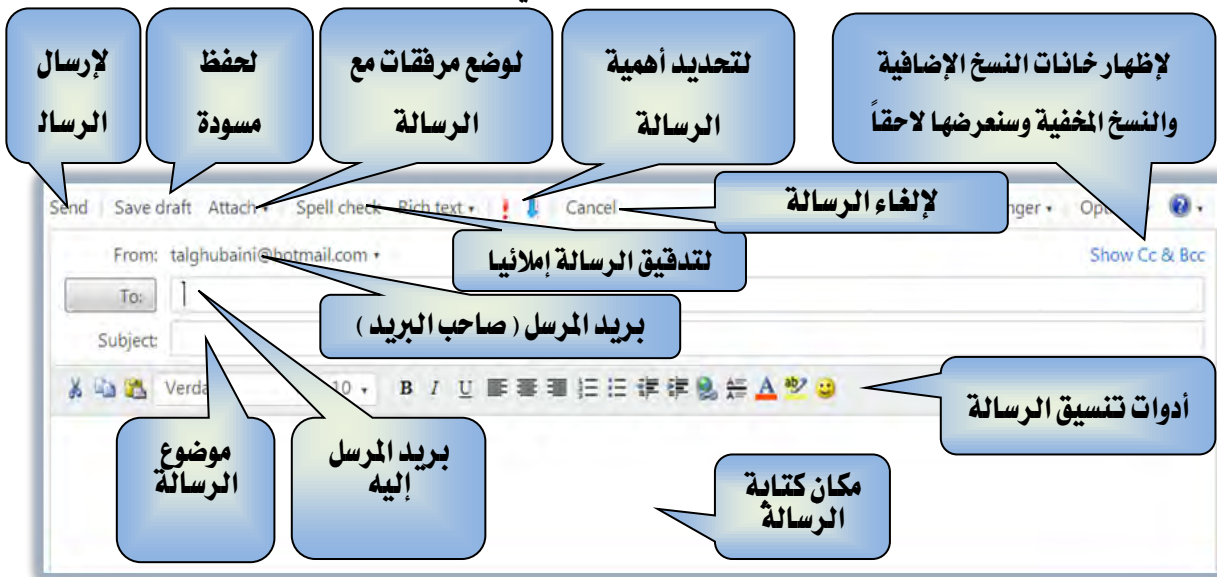 لإرسال
الرسال
لحفظ
مسودة
لوضع مرفقات مع
الرسالة
لتحديد أهمية
الرسالة
لإظهار خانات النسخ الإضافية
والنسخ المخفية وسنعرضها لاحقاً
Send | Save draft Attach | Spell check Rich text | Cancel
لإلغاء الرسالة
nger Opt
From: talghubaini@hotmail.com
لتدقيق الرسالة إملائيا
Show Cc & Bcc
To:
بريد المرسل ( صاحب البريد )
Subject:
Verda 10 B I U A
أدوات تنسيق الرسالة
موضوع
الرسالة
بريد المرسل
إليه
مكان كتابة
الرسالة